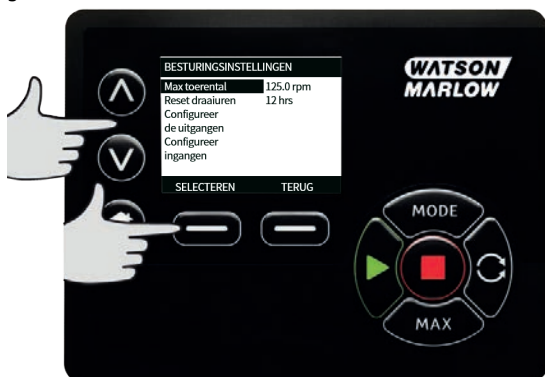 BESTURINGSINSTELLINGEN
Max toerental 125.0 rpm
Reset draaiuren 12 hrs
Configureer
de uitgangen
Configureer
ingangen
SELECTEREN TERUG
WATSON
MARLOW
MODE
MAX